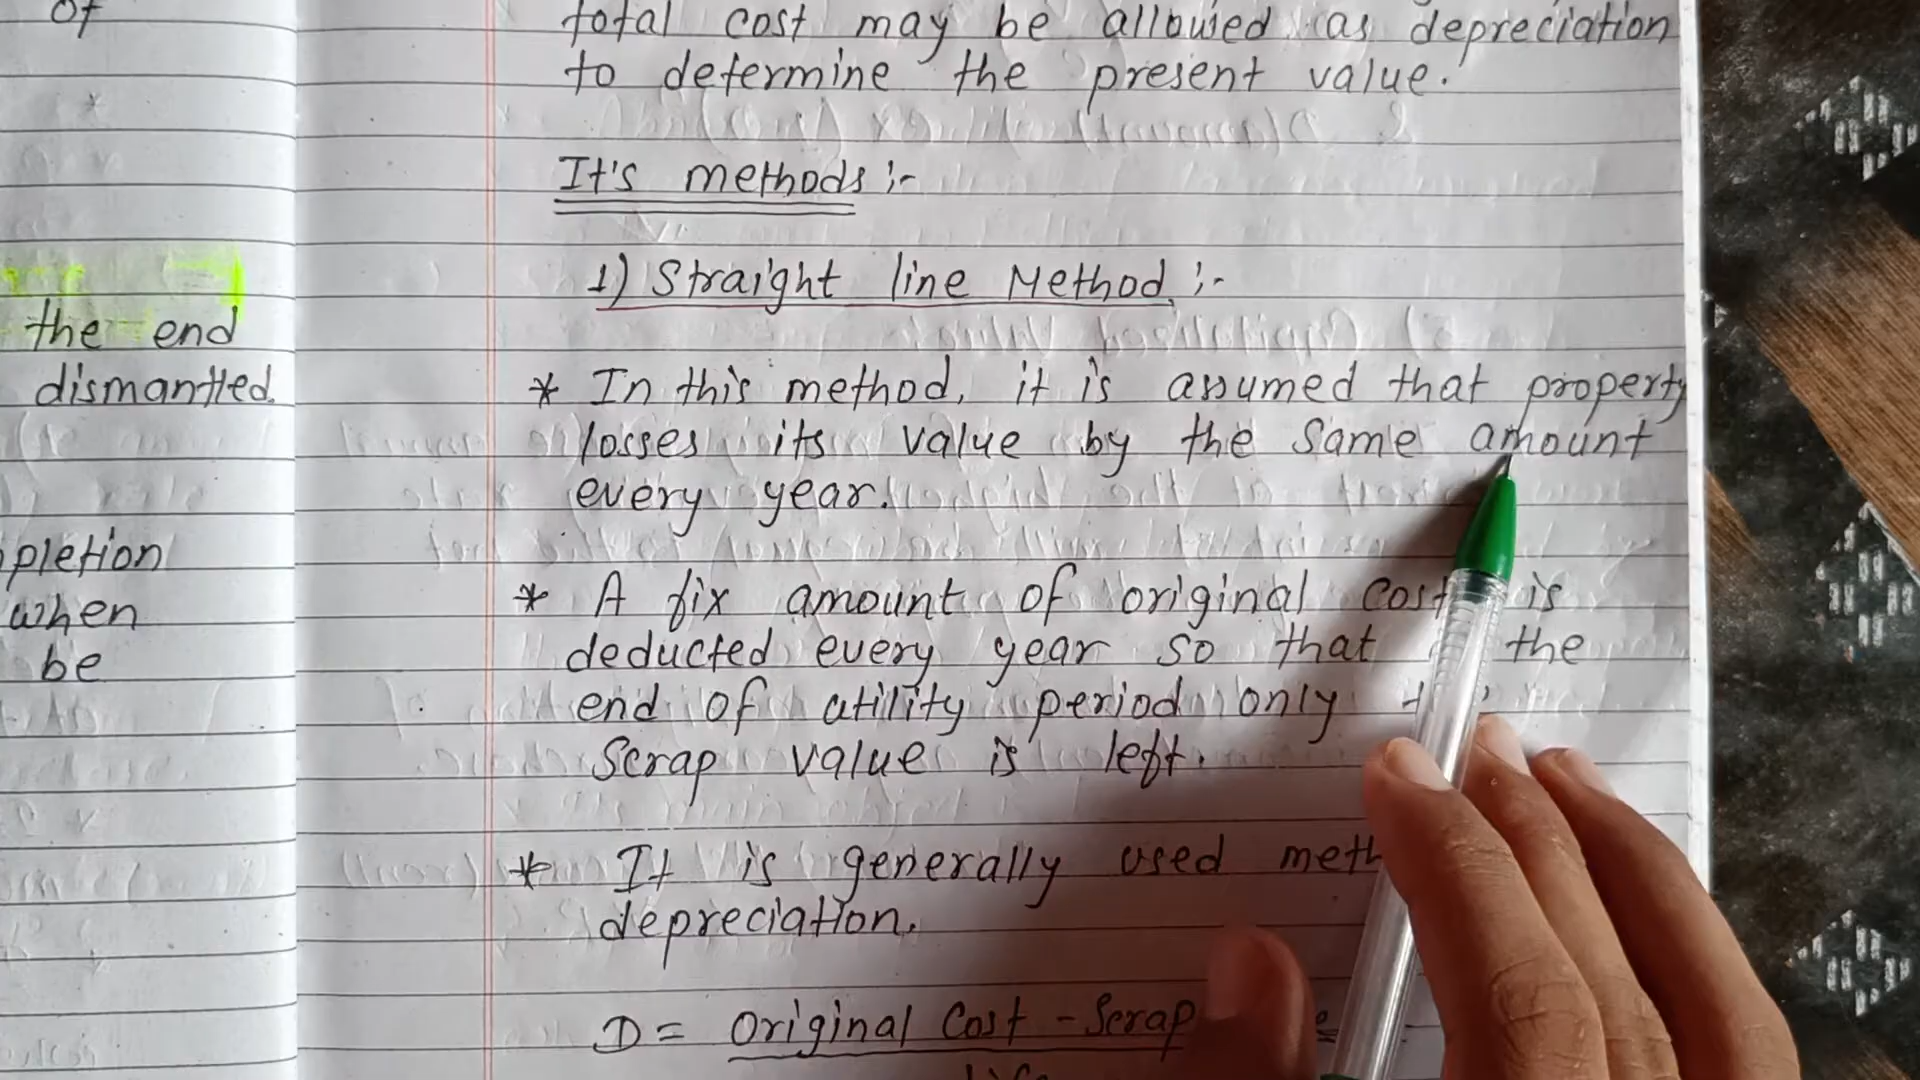 of
the end
dismantled.
pletion
when
be
total cost may be allowed as depreciation
to determine the present value.
It's methods :-
1) Straight line Method :-
* In this method, it is assumed that property
losses its value by the same amount
every year.
* A fix amount of original cost is
deducted every year so that the
end of atility period only
Scrap value is left.
* It is generally used meth
depreciation.
D = Original Cost - Scrap